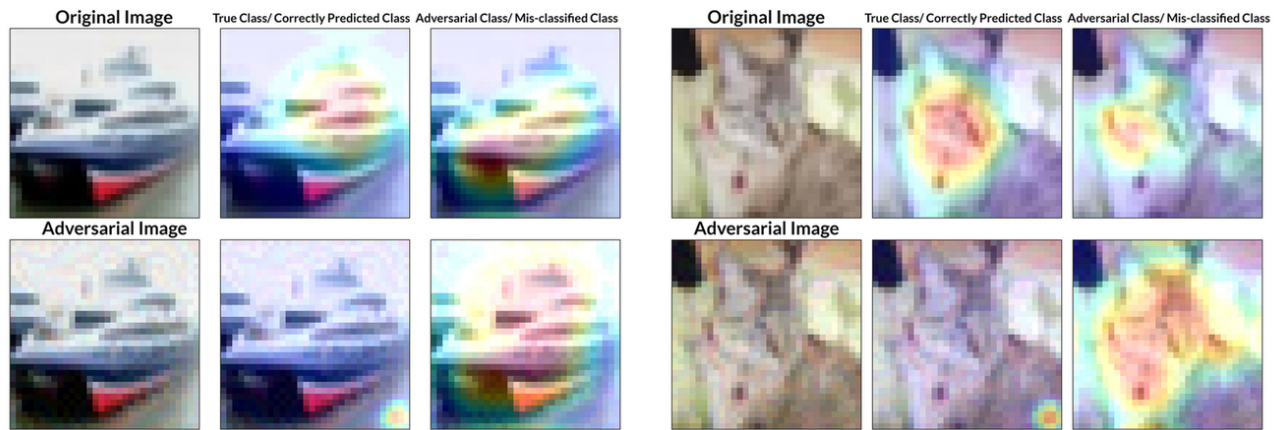 Original Image
True Class/ Correctly Predicted Class
Adversarial Class/ Mis-classified Class
Original Image
True Class/ Correctly Predicted Class
Adversarial Class/ Mis-classified Class
Adversarial Image
Adversarial Image